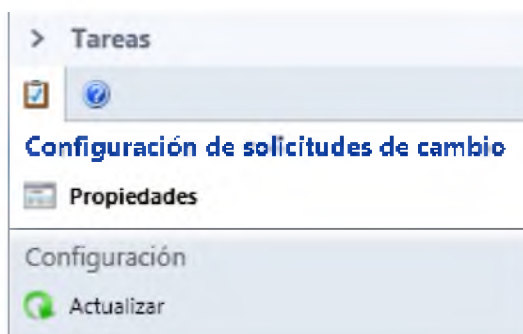 Tareas
Configuración de solicitudes de cambio
Propiedades
Configuración
Actualizar